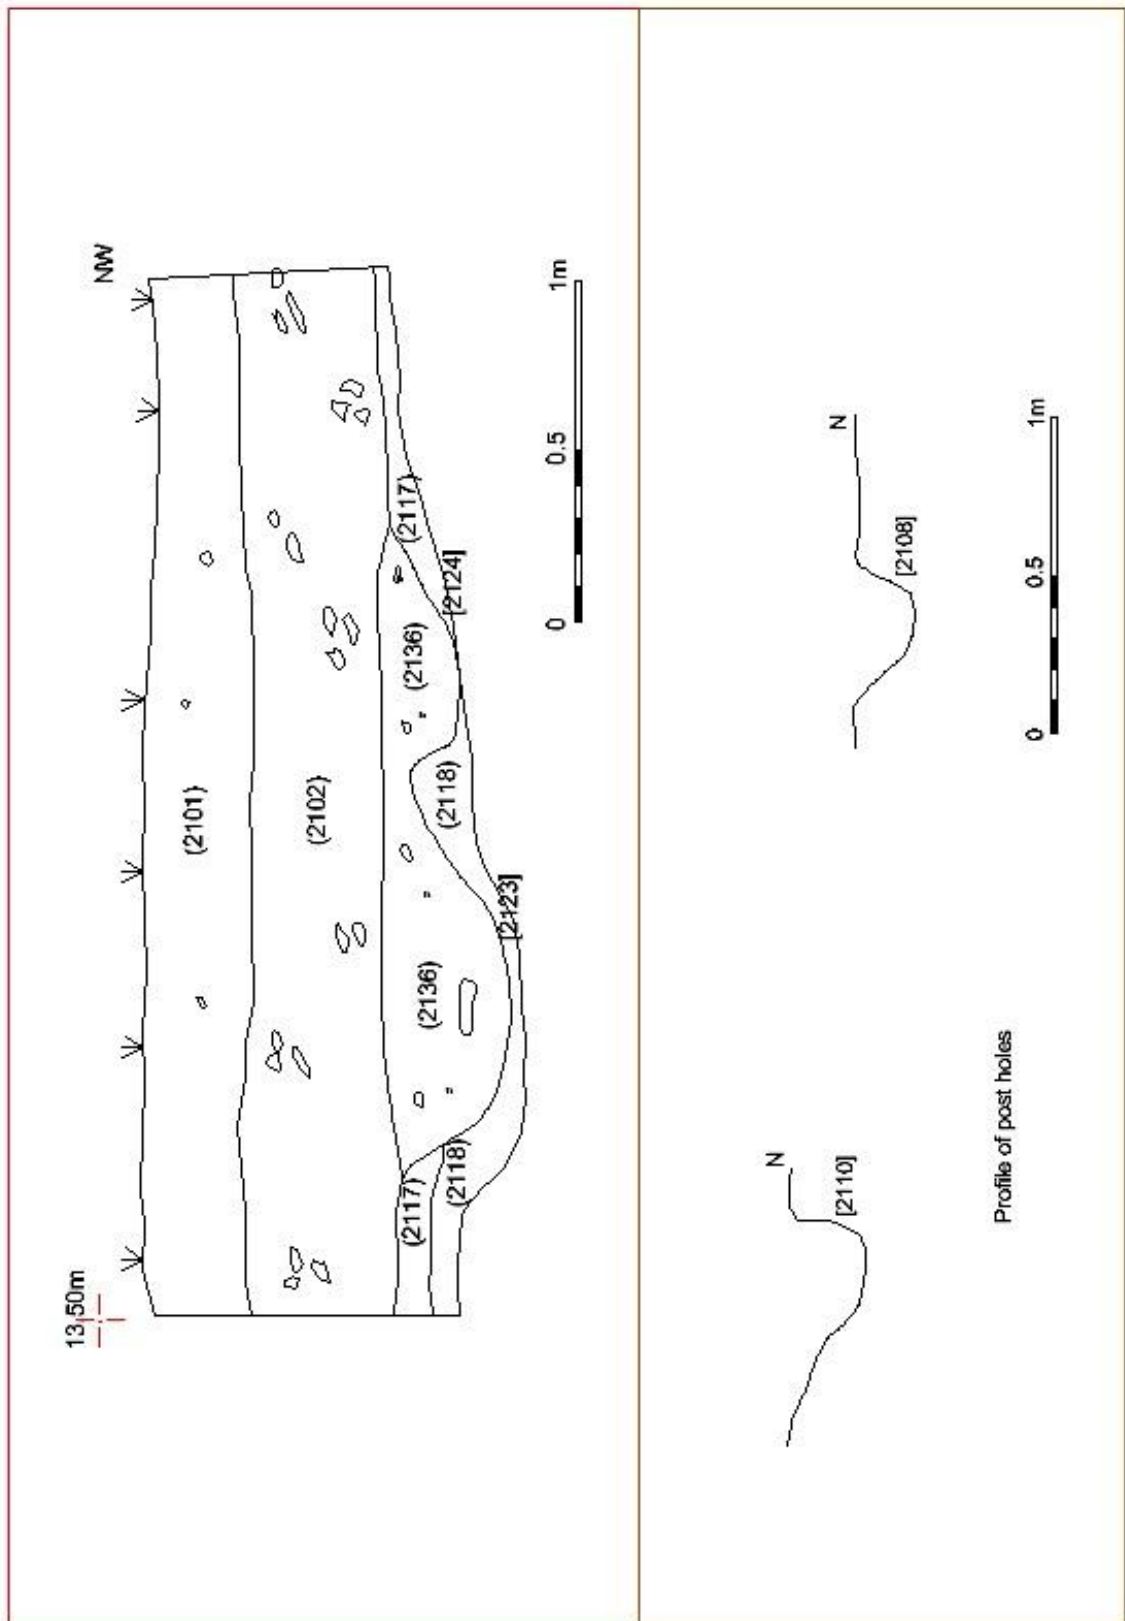 13.50m
NW
(2101)
(2102)
(2117)
(2118)
(2136)
(2118)
(2136)
(2117)
[2123]
[2124]
0 0.5 1m
N
[2110]
N
[2108]
Profile of post holes
0 0.5 1m